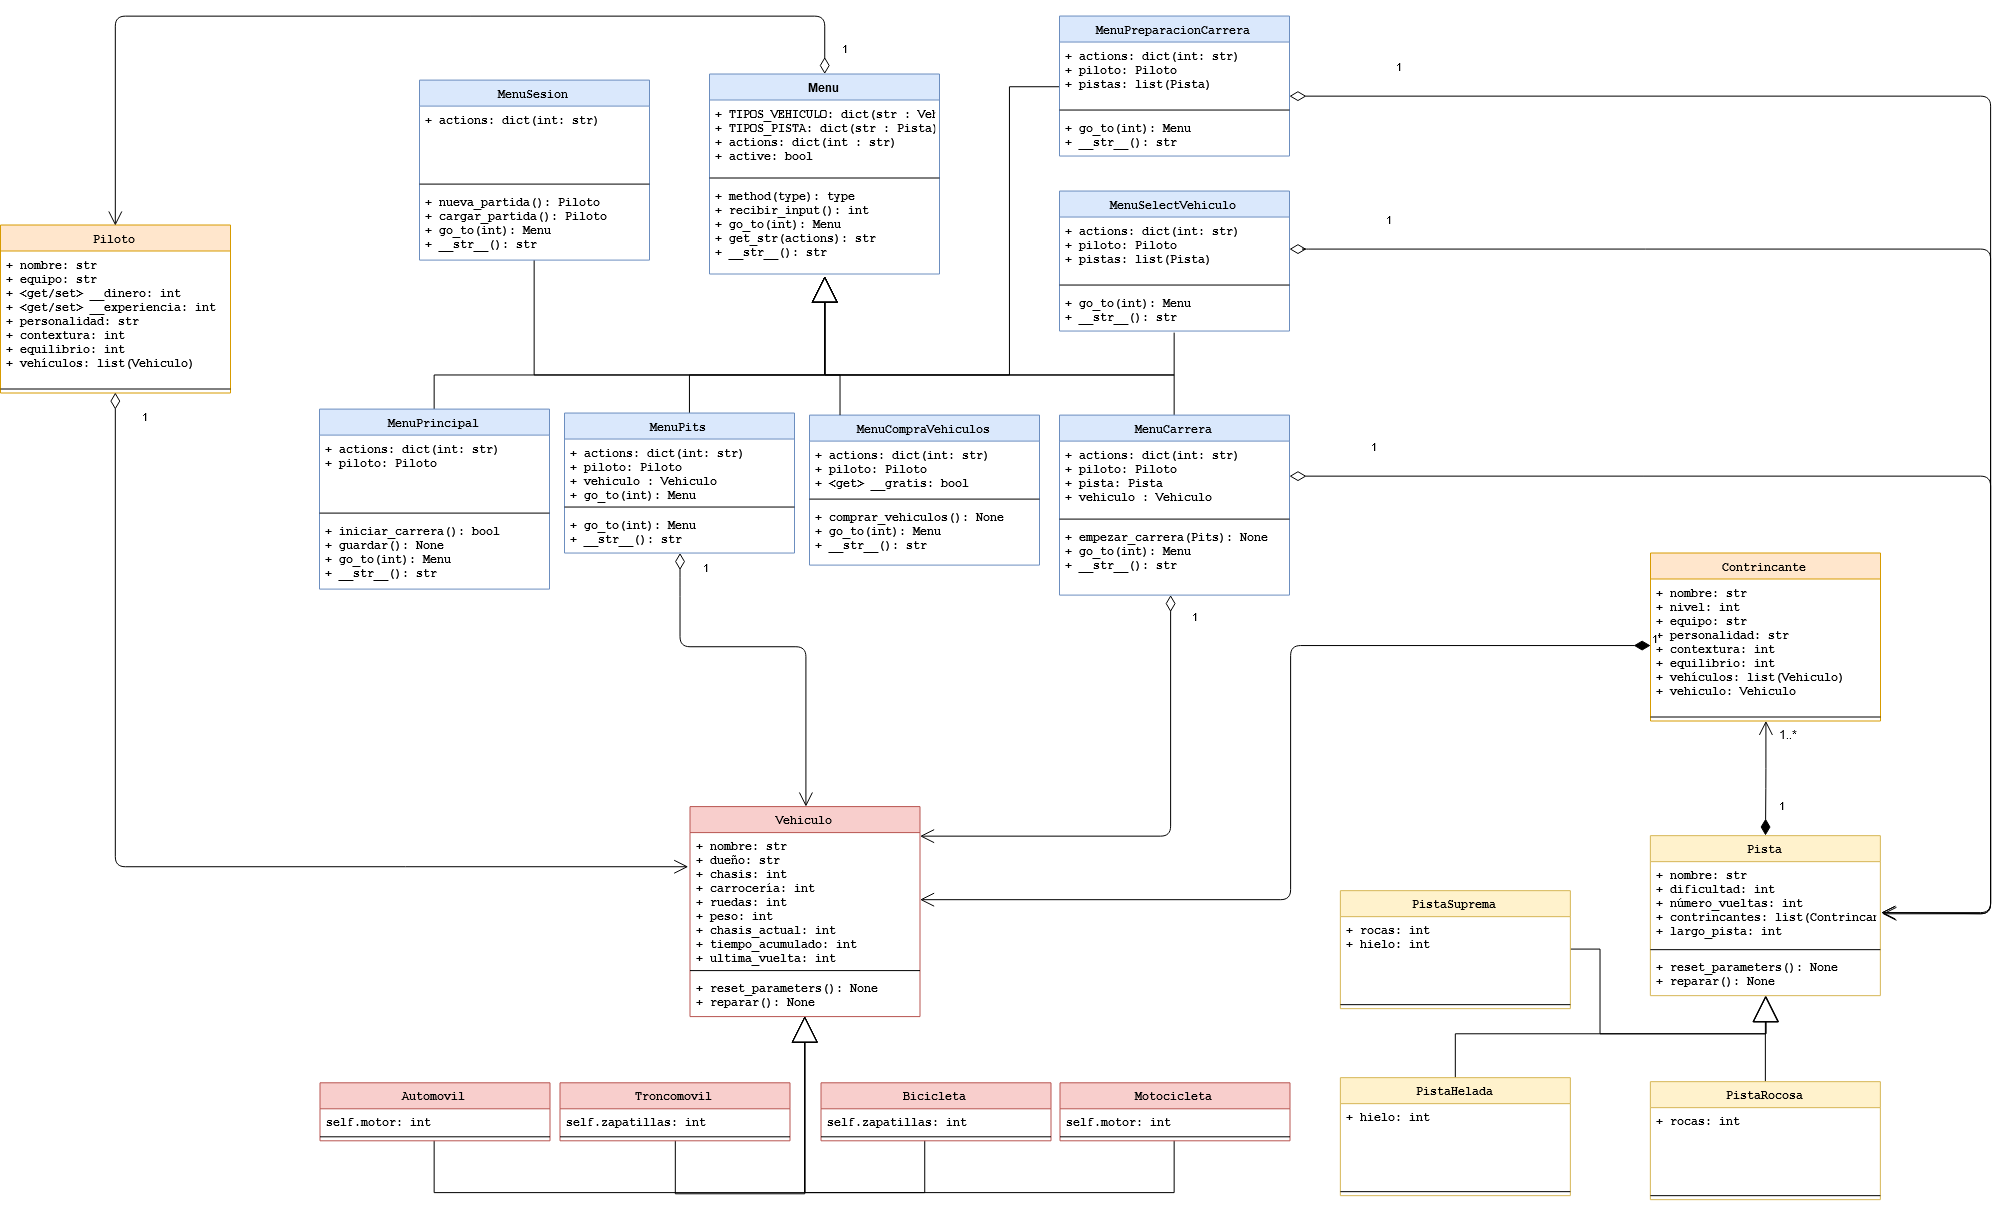 MenuPreparacionCarrera
+ actions: dict(int: str)
+ piloto: Piloto
+ pistas: list(Pista)
+ go_to(int): Menu
+ __str__(): str
1
1
Menu
+ TIPOS_VEHICULO: dict(str : Veh
+ TIPOS_PISTA: dict(str : Pista)
+ actions: dict(int : str)
+ active: bool
+ method(type): type
+ recibir_input(): int
+ go_to(int): Menu
+ get_str(actions): str
+ __str__(): str
MenuSesion
+ actions: dict(int: str)
+ nueva_partida(): Piloto
+ cargar_partida(): Piloto
+ go_to(int): Menu
+ __str__(): str
MenuSelectVehiculo
+ actions: dict(int: str)
+ piloto: Piloto
+ pistas: list(Pista)
+ go_to(int): Menu
+ __str__(): str
1
Piloto
+ nombre: str
+ equipo: str
+ <get/set> __dinero: int
+ <get/set> __experiencia: int
+ personalidad: str
+ contextura: int
+ equilibrio: int
+ vehículos: list(Vehiculo)
1
MenuPrincipal
+ actions: dict(int: str)
+ piloto: Piloto
+ iniciar_carrera(): bool
+ guardar(): None
+ go_to(int): Menu
+ __str__(): str
MenuPits
+ actions: dict(int: str)
+ piloto: Piloto
+ vehiculo : Vehiculo
+ go_to(int): Menu
+ go_to(int): Menu
+ __str__(): str
1
MenuCompraVehiculos
+ actions: dict(int: str)
+ piloto: Piloto
+ <get> __gratis: bool
+ comprar_vehiculos(): None
+ go_to(int): Menu
+ __str__(): str
MenuCarrera
+ actions: dict(int: str)
+ piloto: Piloto
+ pista: Pista
+ vehiculo : Vehiculo
+ empezar_carrera(Pits): None
+ go_to(int): Menu
+ __str__(): str
1
1
Contrincante
+ nombre: str
+ nivel: int
+ equipo: str
+ personalidad: str
+ contextura: int
+ equilibrio: int
+ vehículos: list(Vehiculo)
+ vehiculo: Vehiculo
1
1..*
1
Vehiculo
+ nombre: str
+ dueño: str
+ chasis: int
+ carrocería: int
+ ruedas: int
+ peso: int
+ chasis_actual: int
+ tiempo_acumulado: int
+ ultima_vuelta: int
+ reset_parameters(): None
+ reparar(): None
Pista
+ nombre: str
+ dificultad: int
+ número_vueltas: int
+ contrincantes: list(Contrincar
+ largo_pista: int
+ reset_parameters(): None
+ reparar(): None
PistaSuprema
+ rocas: int
+ hielo: int
Automovil
self.motor: int
Troncomovil
self.zapatillas: int
Bicicleta
self.zapatillas: int
Motocicleta
self.motor: int
PistaHelada
+ hielo: int
PistaRocosa
+ rocas: int